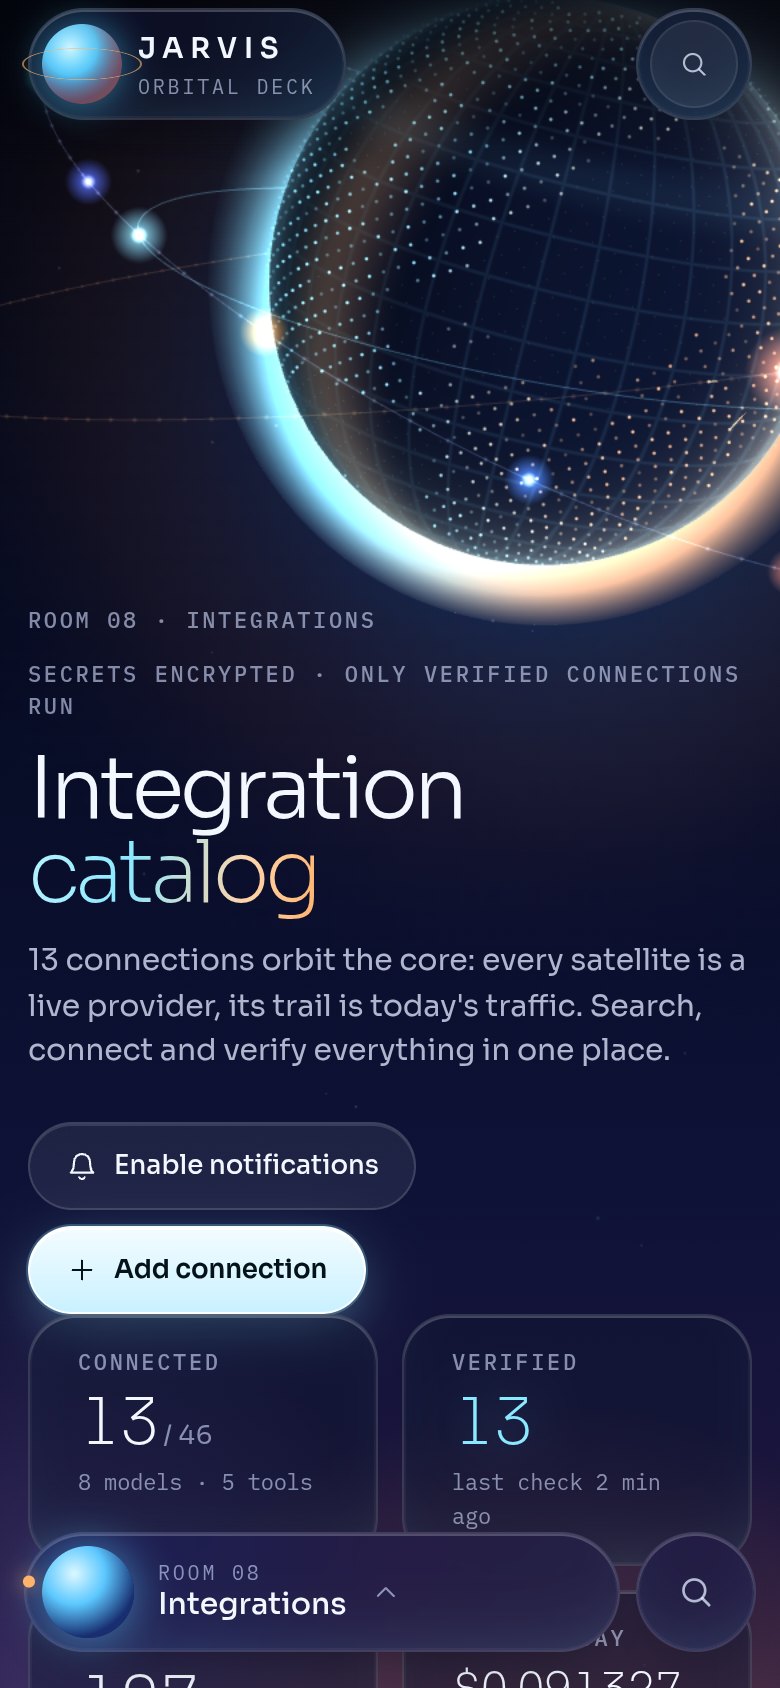 JARVIS
ORBITAL DECK
ROOM 08 · INTEGRATIONS
SECRETS ENCRYPTED · ONLY VERIFIED CONNECTIONS
RUN
Integration
catalog
13 connections orbit the core: every satellite is a
live provider, its trail is today's traffic. Search,
connect and verify everything in one place.
Enable notifications
Add connection
CONNECTED
13 / 46
8 models · 5 tools
VERIFIED
13
last check 2 min
ago
ROOM 08
Integrations